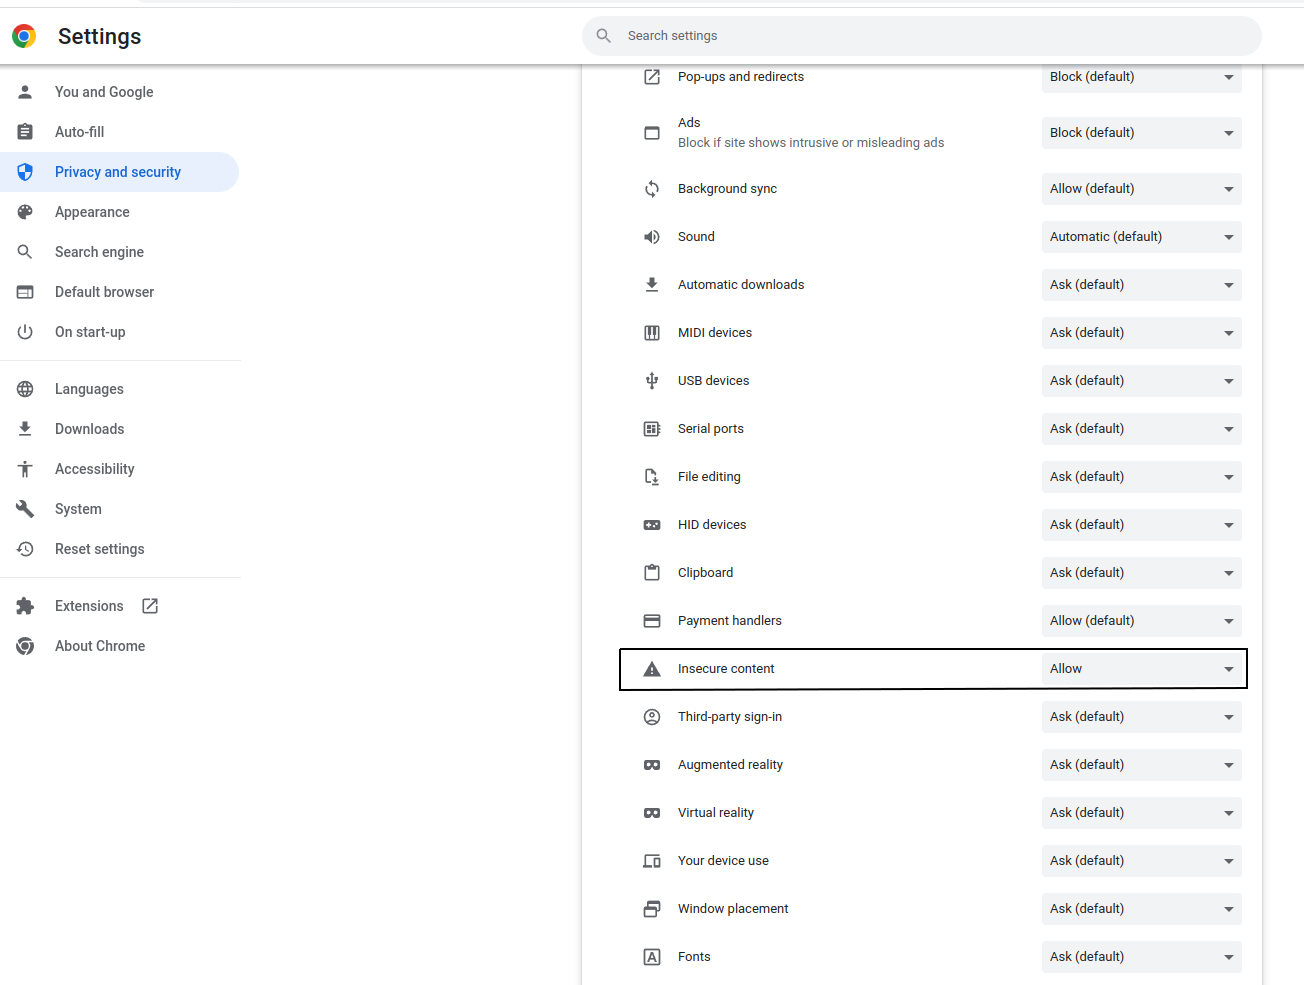 Settings
Search settings
You and Google
Auto-fill
Privacy and security
Appearance
Search engine
Default browser
On start-up
Languages
Downloads
Accessibility
System
Reset settings
Extensions
About Chrome
Pop-ups and redirects Block (default)
Ads
Block if site shows intrusive or misleading ads Block (default)
Background sync Allow (default)
Sound Automatic (default)
Automatic downloads Ask (default)
MIDI devices Ask (default)
USB devices Ask (default)
Serial ports Ask (default)
File editing Ask (default)
HID devices Ask (default)
Clipboard Ask (default)
Payment handlers Allow (default)
Insecure content Allow
Third-party sign-in Ask (default)
Augmented reality Ask (default)
Virtual reality Ask (default)
Your device use Ask (default)
Window placement Ask (default)
Fonts Ask (default)